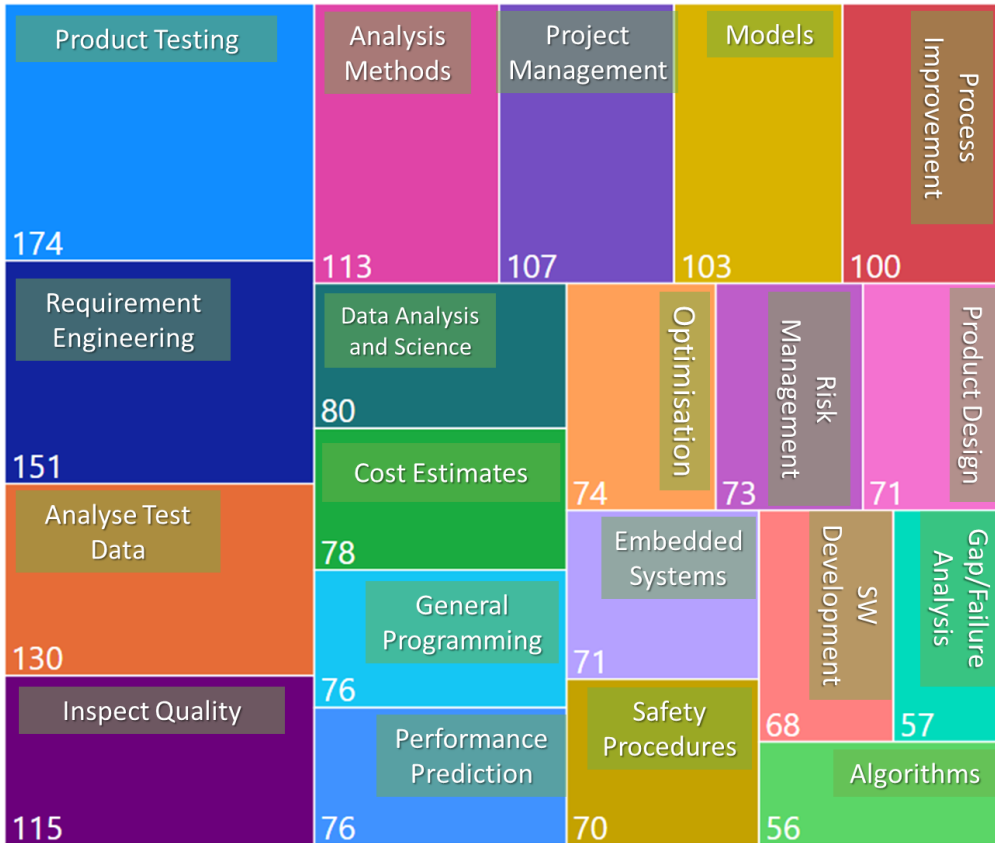 Product Testing
174
Requirement
Engineering
151
Analyse Test
Data
130
Inspect Quality
115
Analysis
Methods
113
Project
Management
107
Models
103
Process
Improvement
100
Data Analysis
and Science
80
Cost Estimates
78
General
Programming
76
Performance
Prediction
76
Optimisation
74
Risk
Management
73
Product Design
71
Embedded
Systems
71
Safety
Procedures
70
SW
Development
68
Gap/Failure
Analysis
57
Algorithms
56